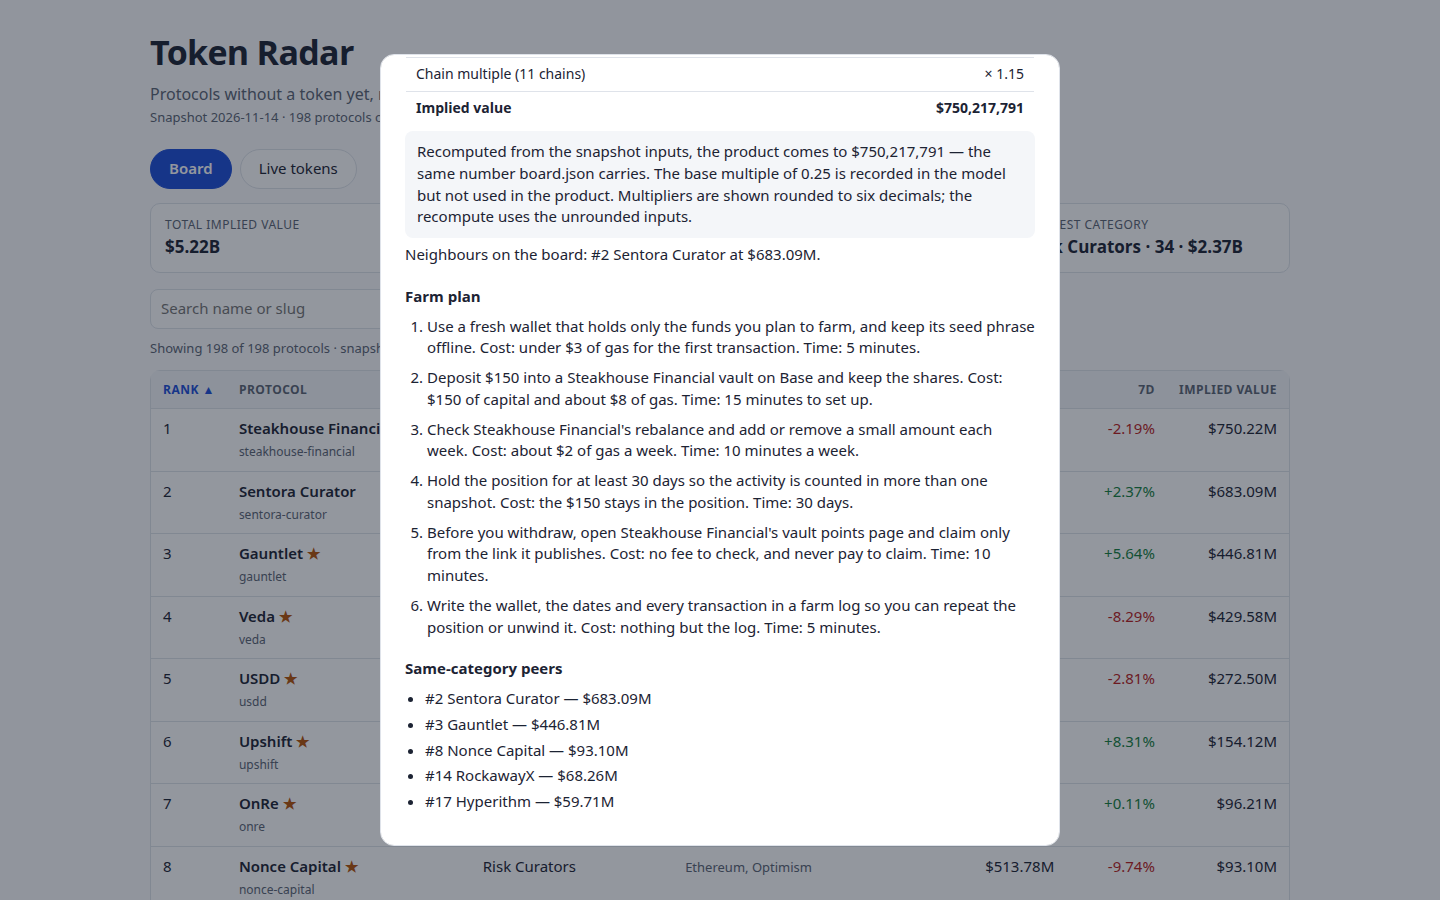 Token Radar
Protocols without a token yet,
Snapshot 2026-11-14 · 198 protocols
Board
Live tokens
TOTAL IMPLIED VALUE
$5.22B
EST CATEGORY
Curators · 34 · $2.37B
Search name or slug
Showing 198 of 198 protocols ·
RANK ▲ PROTOCOL 7D IMPLIED VALUE
1 Steakhouse Financi -2.19% $750.22M
steakhouse-financial
2 Sentora Curator +2.37% $683.09M
sentora-curator
3 Gauntlet ★ +5.64% $446.81M
gauntlet
4 Veda ★ -8.29% $429.58M
veda
5 USDD ★ -2.81% $272.50M
usdd
6 Upshift ★ +8.31% $154.12M
upshift
7 OnRe ★ +0.11% $96.21M
onre
8 Nonce Capital ★ Risk Curators Ethereum, Optimism $513.78M -9.74% $93.10M
nonce-capital
Chain multiple (11 chains) × 1.15
Implied value $750,217,791
Recomputed from the snapshot inputs, the product comes to $750,217,791 — the
same number board.json carries. The base multiple of 0.25 is recorded in the model
but not used in the product. Multipliers are shown rounded to six decimals; the
recompute uses the unrounded inputs.
Neighbours on the board: #2 Sentora Curator at $683.09M.
Farm plan
1. Use a fresh wallet that holds only the funds you plan to farm, and keep its seed phrase
offline. Cost: under $3 of gas for the first transaction. Time: 5 minutes.
2. Deposit $150 into a Steakhouse Financial vault on Base and keep the shares. Cost:
$150 of capital and about $8 of gas. Time: 15 minutes to set up.
3. Check Steakhouse Financial's rebalance and add or remove a small amount each
week. Cost: about $2 of gas a week. Time: 10 minutes a week.
4. Hold the position for at least 30 days so the activity is counted in more than one
snapshot. Cost: the $150 stays in the position. Time: 30 days.
5. Before you withdraw, open Steakhouse Financial's vault points page and claim only
from the link it publishes. Cost: no fee to check, and never pay to claim. Time: 10
minutes.
6. Write the wallet, the dates and every transaction in a farm log so you can repeat the
position or unwind it. Cost: nothing but the log. Time: 5 minutes.
Same-category peers
• #2 Sentora Curator — $683.09M
• #3 Gauntlet — $446.81M
• #8 Nonce Capital — $93.10M
• #14 RockawayX — $68.26M
• #17 Hyperithm — $59.71M